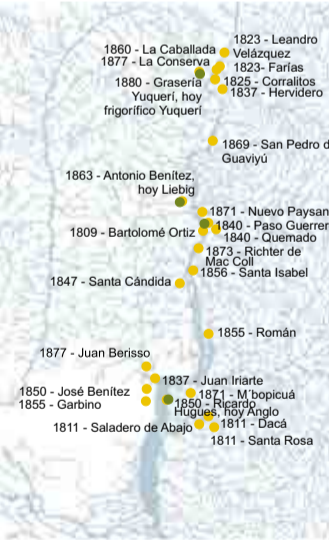 1823 - Leandro
Velázquez
1860 - La Caballada
1877 - La Conserva
1823- Farías
1880 - Grasería
Yuquerí, hoy
frigorífico Yuquerí
1825 - Corralitos
1837 - Hervidero
1869 - San Pedro d
Guaviyú
1863 - Antonio Benítez,
hoy Liebig
1871 - Nuevo Paysan
1840 - Paso Guerrer
1809 - Bartolomé Ortiz
1840 - Quemado
1873 - Richter de
Mac Coll
1856 - Santa Isabel
1847 - Santa Cándida
1855 - Román
1877 - Juan Berisso
1837 - Juan Iriarte
1850 - José Benítez
1871 - M´bopicuá
1855 - Garbino
1850 - Ricardo
Hugues, hoy Anglo
1811 - Saladero de Abajo
1811 - Dacá
1811 - Santa Rosa